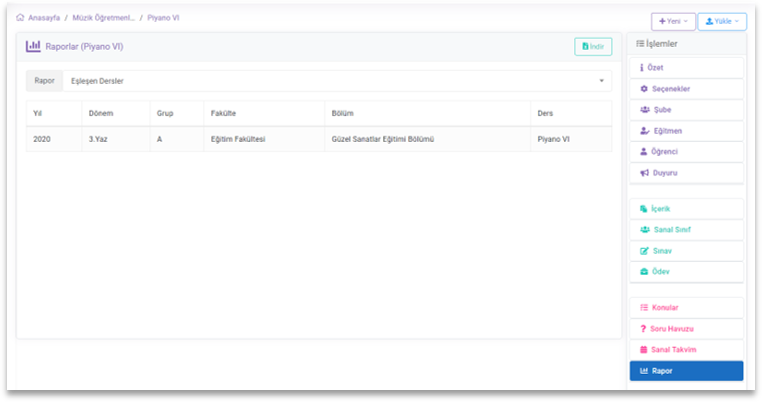 Anasayfa / Müzik Öğretmenl... / Piyano VI
+ Yeni
Yükle
Raporlar (Piyano VI)
İndir
Rapor
Eşleşen Dersler
Yıl Dönem Grup Fakülte Bölüm Ders
2020 3.Yaz A Eğitim Fakültesi Güzel Sanatlar Eğitimi Bölümü Piyano VI
İşlemler
Özet
Seçenekler
Şube
Eğitmen
Öğrenci
Duyuru
İçerik
Sanal Sınıf
Sınav
Ödev
Konular
Soru Havuzu
Sanal Takvim
Rapor